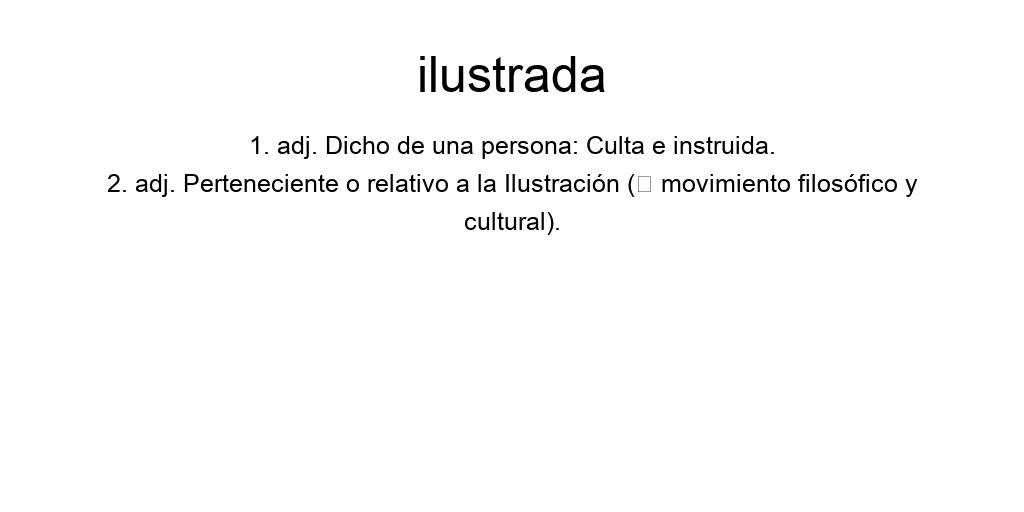 ilustrada
1. adj. Dicho de una persona: Culta e instruida.
2. adj. Perteneciente o relativo a la Ilustración (▯ movimiento filosófico y
cultural).